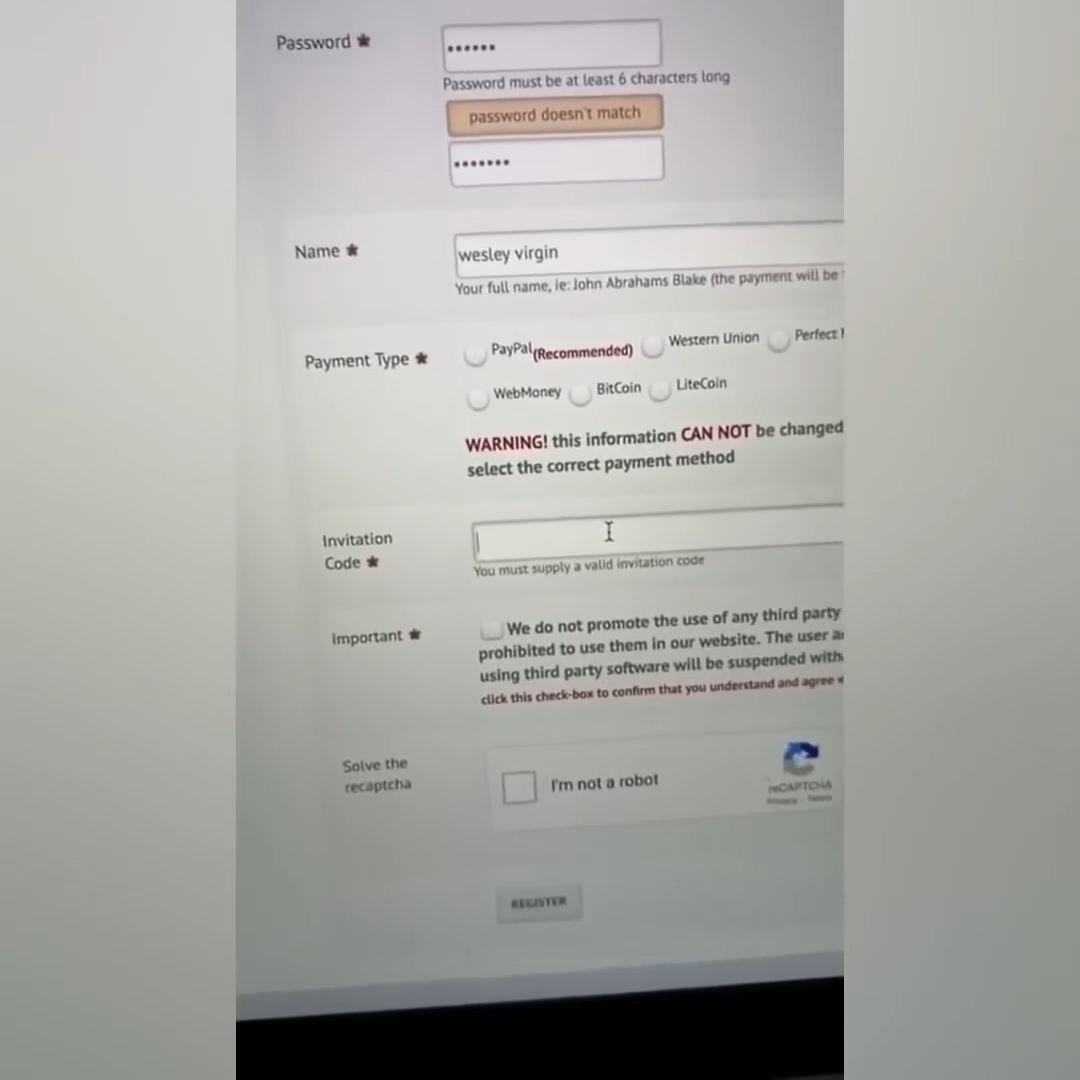 Password *
••••••
Password must be at least 6 characters long
password doesn't match
•••••••
Name *
wesley virgin
Your full name, ie: John Abrahams Blake (the payment will be
Payment Type *
PayPal (Recommended) Western Union Perfect
WebMoney BitCoin LiteCoin
WARNING! this information CAN NOT be changed
select the correct payment method
Invitation
Code *
You must supply a valid invitation code
Important *
We do not promote the use of any third party
prohibited to use them in our website. The user
using third party software will be suspended
click this check-box to confirm that you understand and agree
Solve the
recaptcha
I'm not a robot
reCAPTCHA
Privacy - Terms
REGISTER